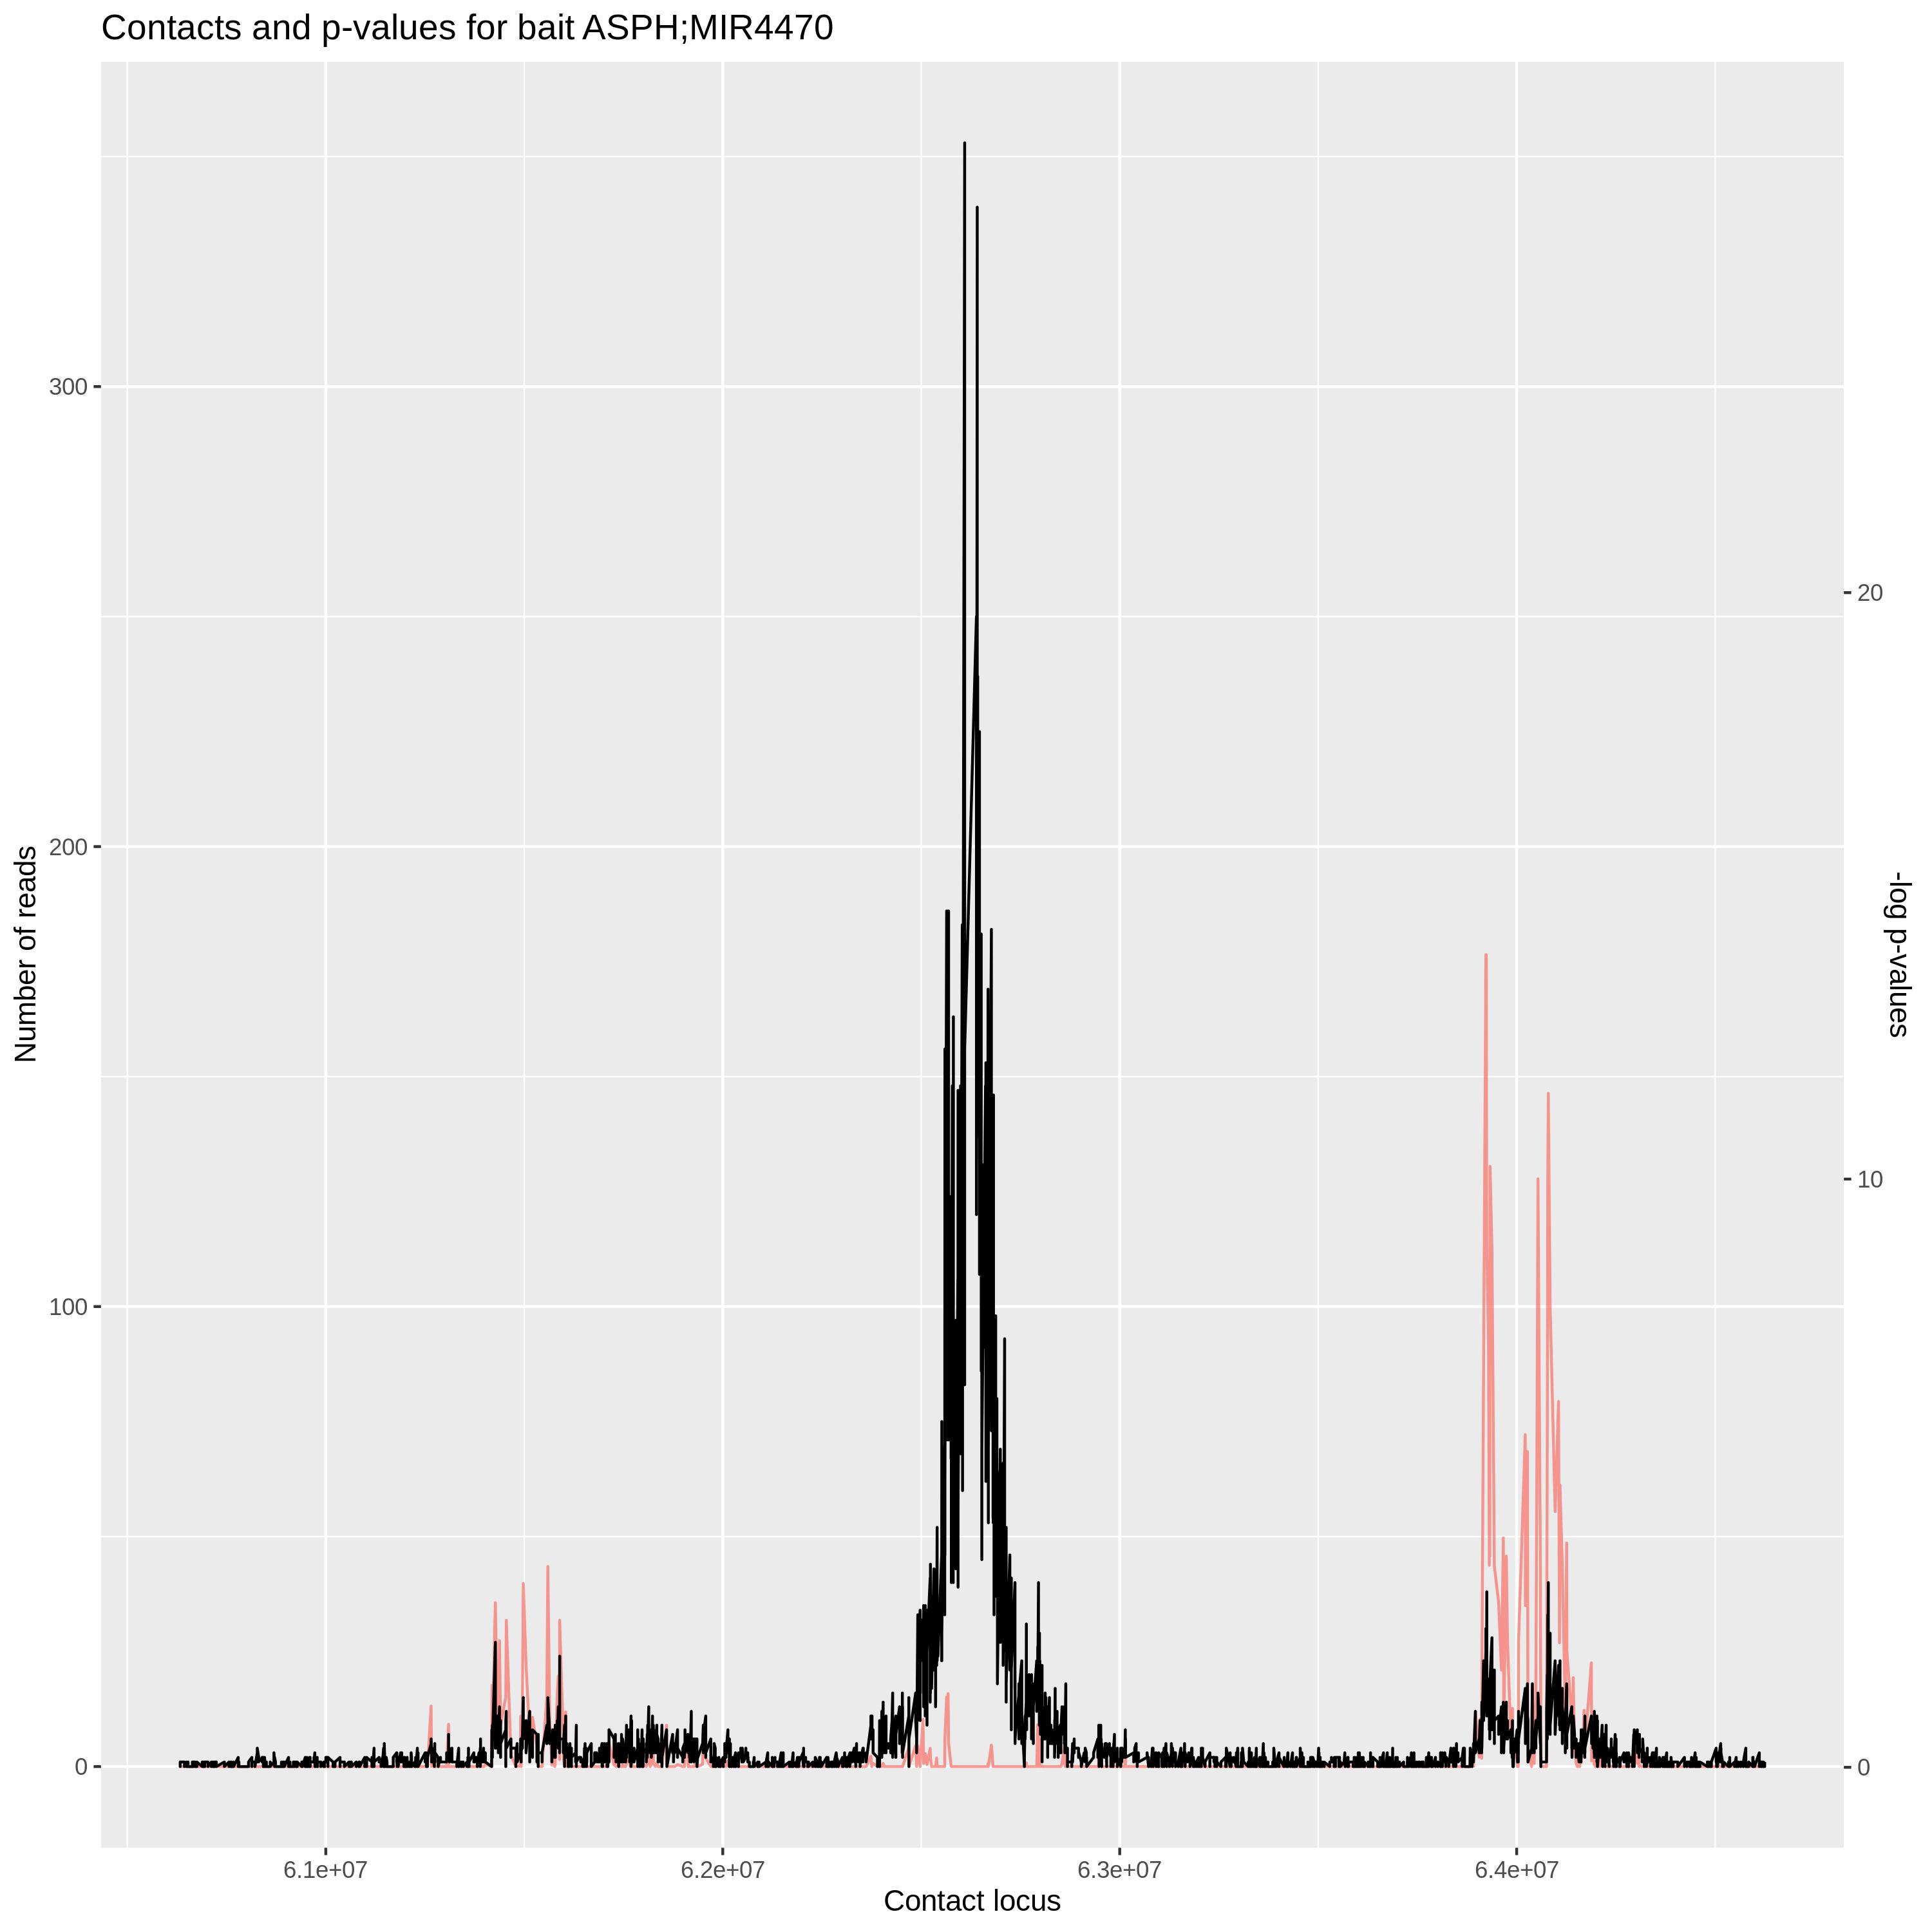 Contacts and p-values for bait ASPH;MIR4470
Number of reads
300
200
100
0
20
10
0
-log p-values
6.1e+07 6.2e+07 6.3e+07 6.4e+07
Contact locus